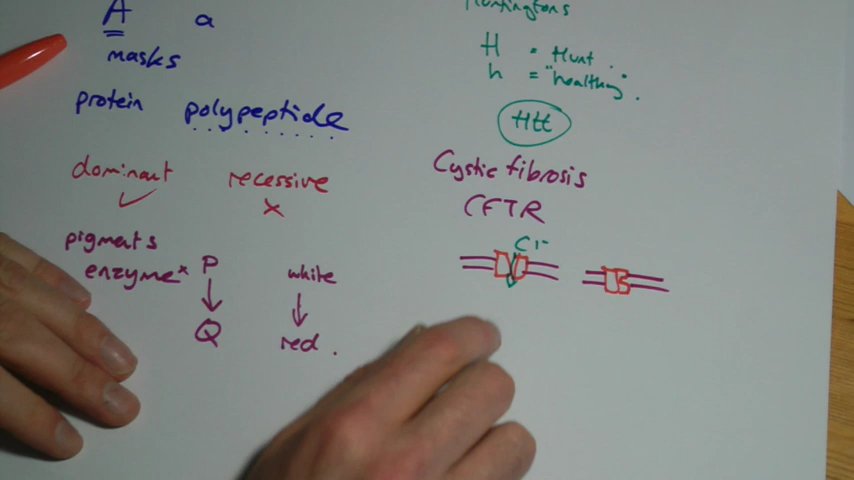 A a
masks
protein polypeptide
dominant recessive
✓ ✗
pigments
enzyme× P white
↓ ↓
Q red .
Huntingtons
H = Hunt .
h = "healthy" .
Htt
Cystic fibrosis
CFTR
Cl-